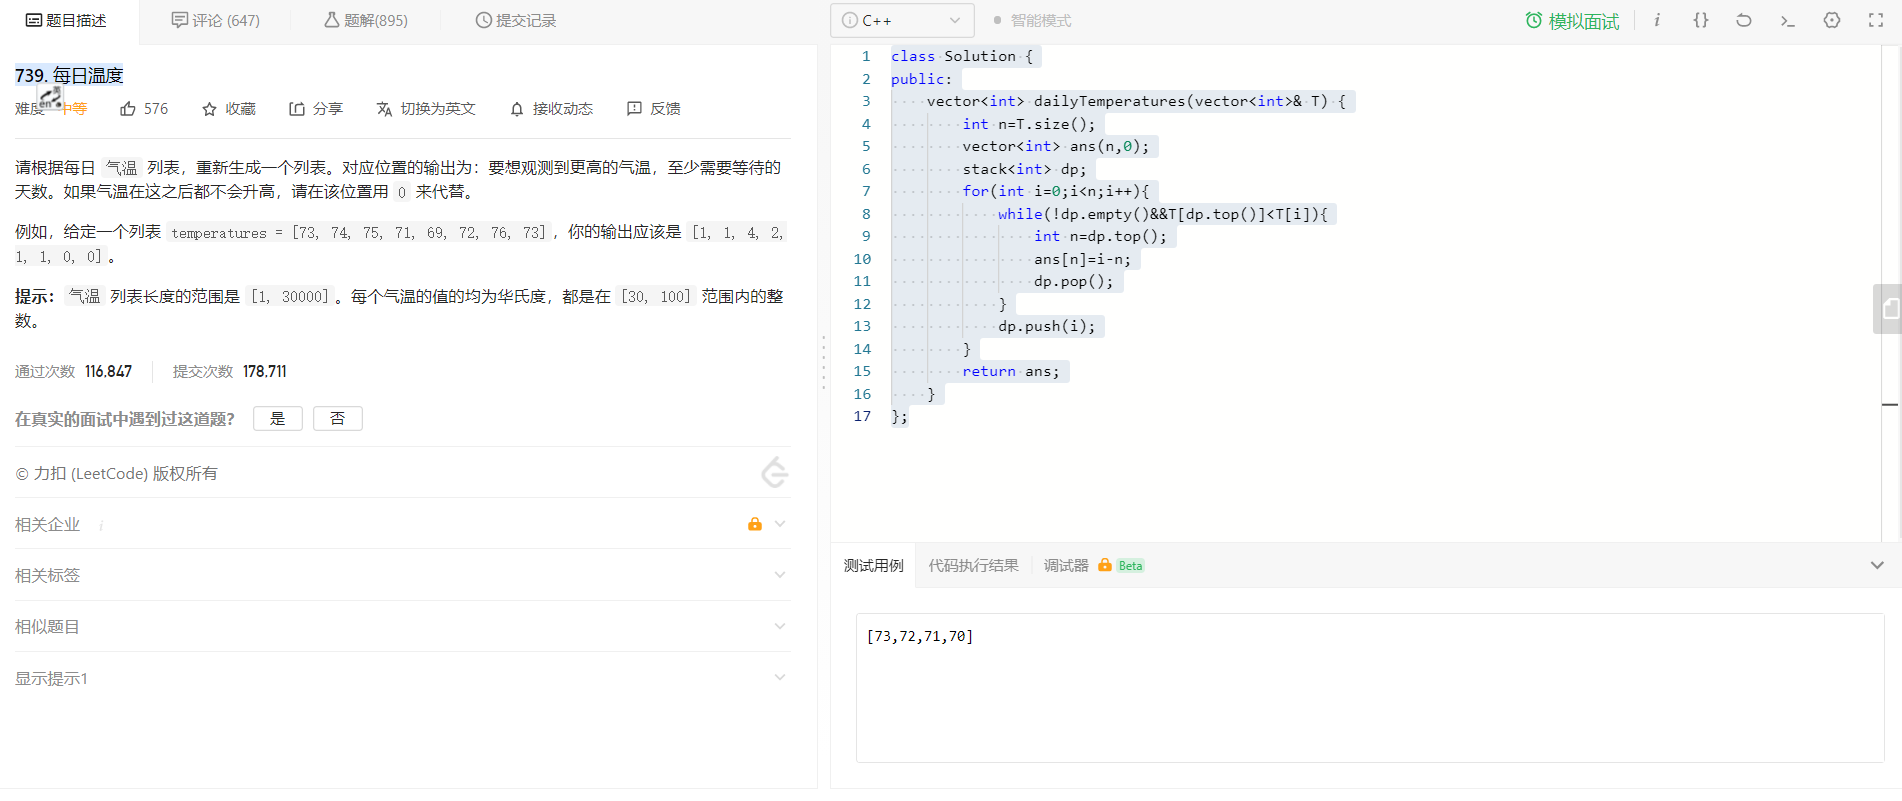 题目描述
评论 (647)
题解(895)
提交记录
739. 每日温度
难度 中等
576
收藏
分享
切换为英文
接收动态
反馈
请根据每日 气温 列表，重新生成一个列表。对应位置的输出为：要想观测到更高的气温，至少需要等待的
天数。如果气温在这之后都不会升高，请在该位置用 0 来代替。
例如，给定一个列表 temperatures = [73, 74, 75, 71, 69, 72, 76, 73]，你的输出应该是 [1, 1, 4, 2,
1, 1, 0, 0]。
提示：气温 列表长度的范围是 [1, 30000]。每个气温的值的均为华氏度，都是在 [30, 100] 范围内的整
数。
通过次数 116,847
提交次数 178,711
在真实的面试中遇到过这道题?
是
否
© 力扣 (LeetCode) 版权所有
相关企业 i
相关标签
相似题目
显示提示1
C++
智能模式
模拟面试
1 class Solution {
2 public:
3 vector<int> dailyTemperatures(vector<int>& T) {
4 int n=T.size();
5 vector<int> ans(n,0);
6 stack<int> dp;
7 for(int i=0;i<n;i++){
8 while(!dp.empty()&&T[dp.top()]<T[i]){
9 int n=dp.top();
10 ans[n]=i-n;
11 dp.pop();
12 }
13 dp.push(i);
14 }
15 return ans;
16 }
17 };
测试用例
代码执行结果
调试器
Beta
[73,72,71,70]